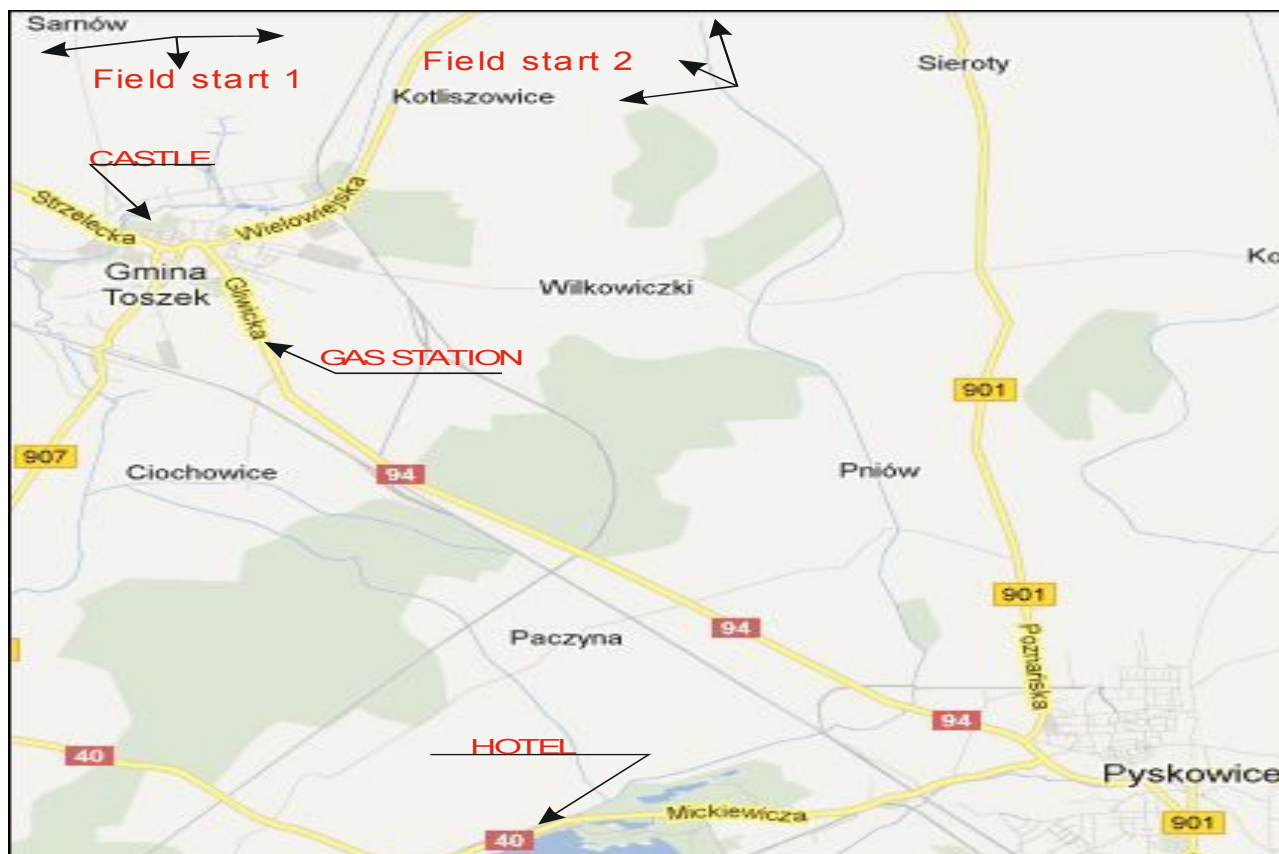 Sarnów
Field start 1
Field start 2
Sieroty
Kotliszowice
CASTLE
Strzelecka
Wielowiejska
Gmina
Toszek
Gliwicka
Wilkowiczki
Ko
GAS STATION
901
907
Ciochowice
94
Pniów
901
Paczyna
94
Poznańska
94
40
HOTEL
Pyskowice
Mickiewicza
40
901